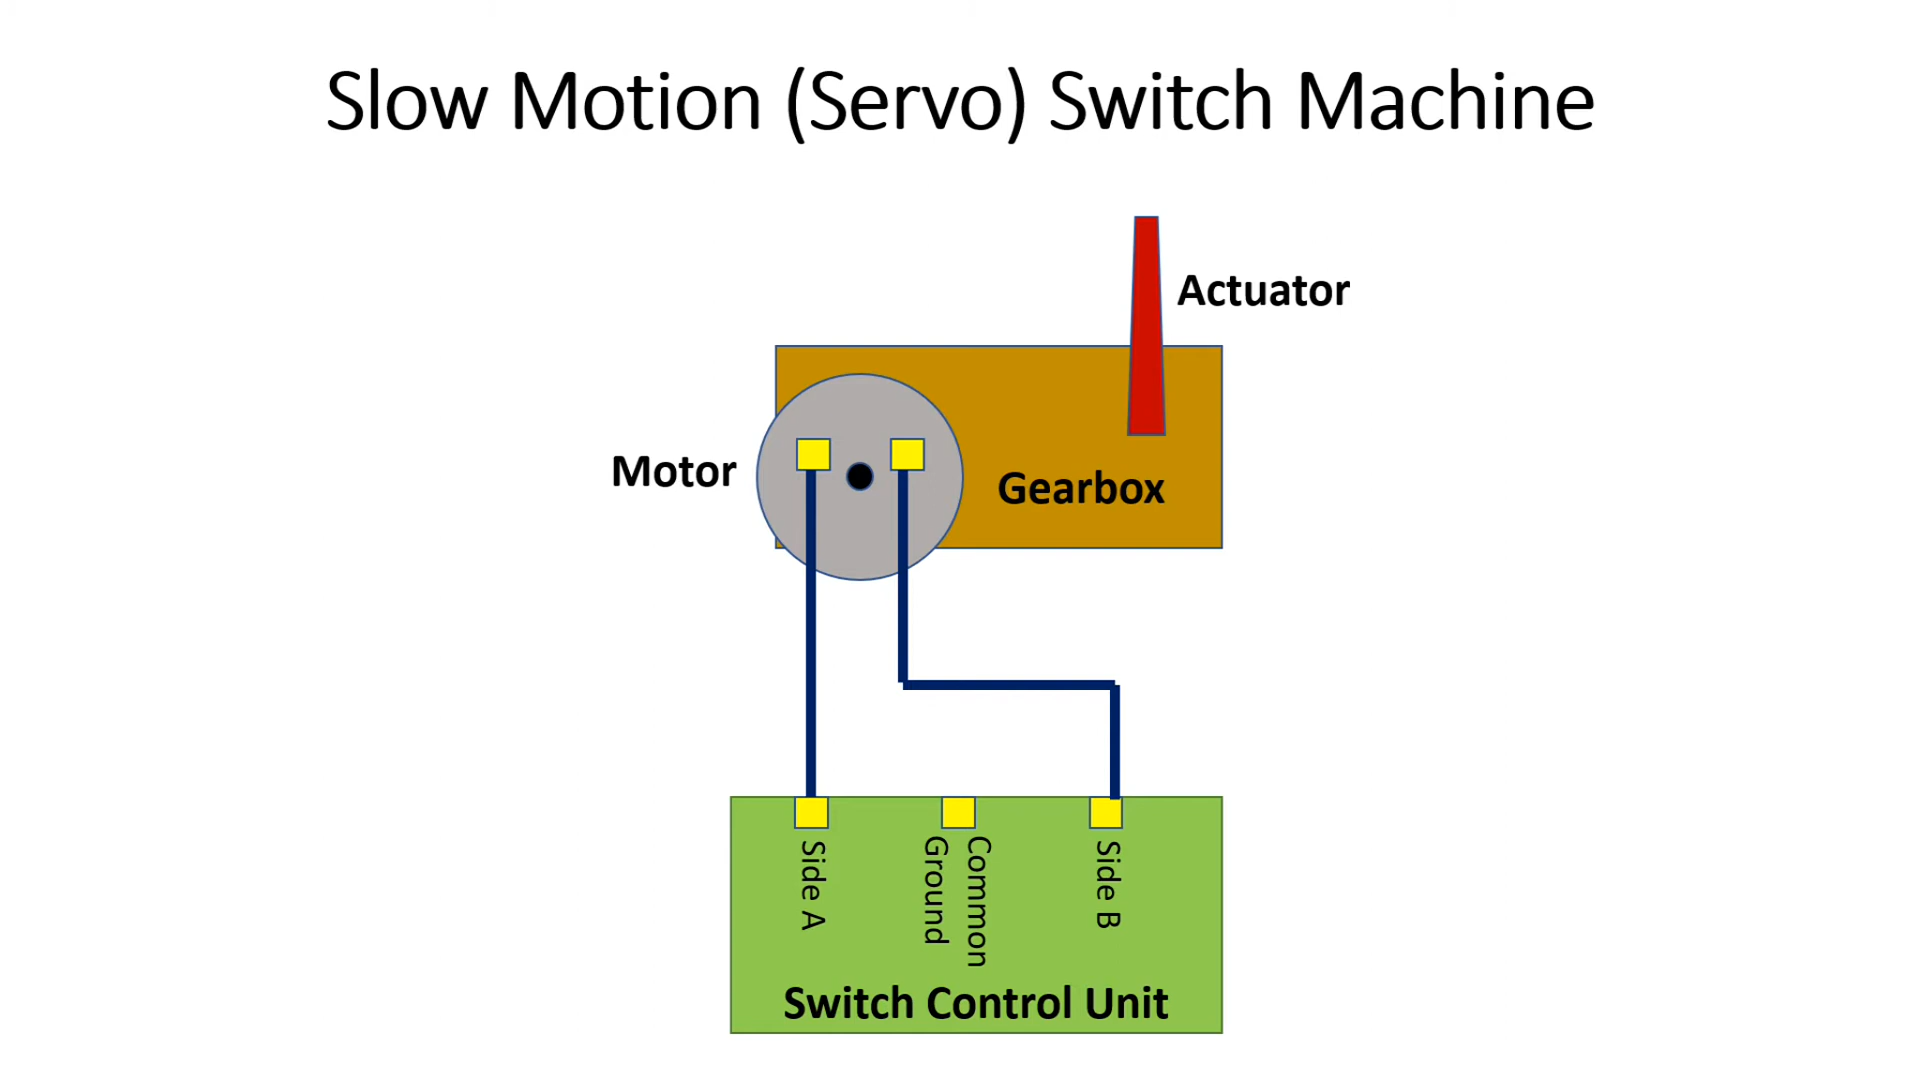 Slow Motion (Servo) Switch Machine
Actuator
Motor
Gearbox
Side A
Common
Ground
Side B
Switch Control Unit